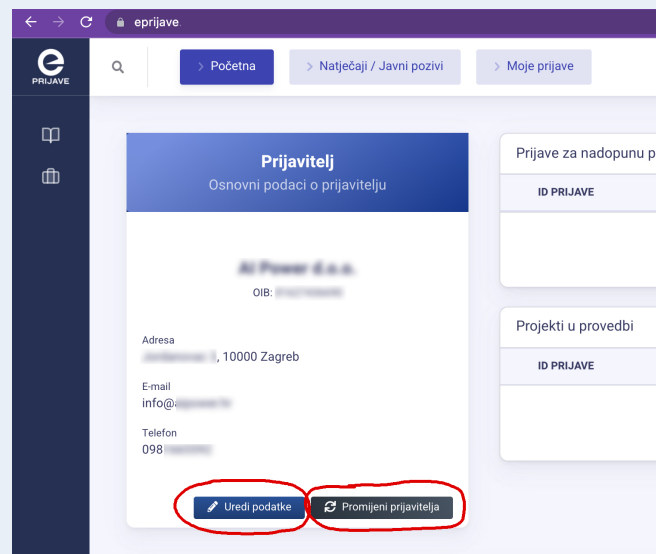 eprijave
e
PRIJAVE
Početna
Natječaji / Javni pozivi
Moje prijave
Prijavitelj
Osnovni podaci o prijavitelju
OIB:
Adresa
, 10000 Zagreb
E-mail
info@
Telefon
098
Uredi podatke
Promijeni prijavitelja
Prijave za nadopunu p
ID PRIJAVE
Projekti u provedbi
ID PRIJAVE